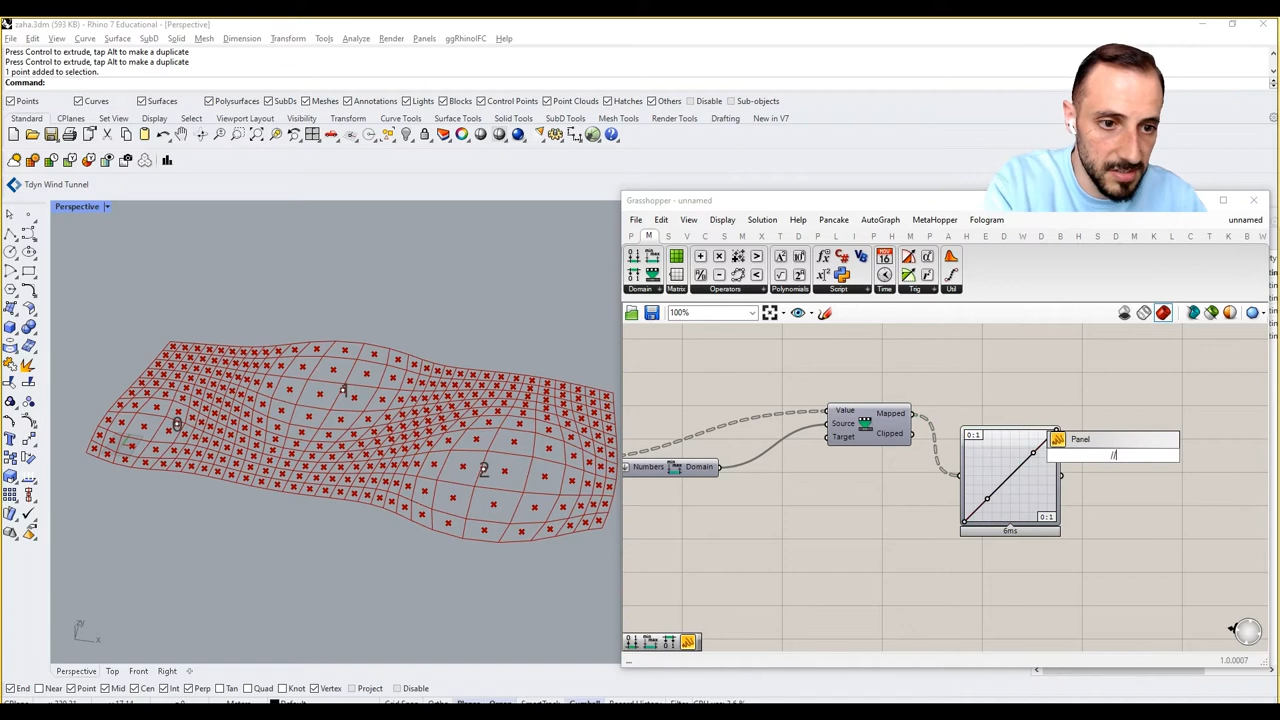 zaha.3dm (593 KB) - Rhino 7 Educational - [Perspective]
File Edit View Curve Surface SubD Solid Mesh Dimension Transform Tools Analyze Render Panels ggRhinoIFC Help
Press Control to extrude, tap Alt to make a duplicate
Press Control to extrude, tap Alt to make a duplicate
1 point added to selection.
Command:
Points Curves Surfaces Polysurfaces SubDs Meshes Annotations Lights Blocks Control Points Point Clouds Hatches Others Disable Sub-objects
Standard CPlanes Set View Display Select Viewport Layout Visibility Transform Curve Tools Surface Tools Solid Tools SubD Tools Mesh Tools Render Tools Drafting New in V7
Tdyn Wind Tunnel
Perspective
Grasshopper - unnamed
File Edit View Display Solution Help Pancake AutoGraph MetaHopper Fologram unnamed
P M S V C S M I X T D A K L B P H E F W G J V H P L H F M M A H E M K T M L E D M D B C W
Domain Matrix Operators Polynomials Script Time Trig Util
100%
0
1
2
Numbers Domain
Value Mapped
Source
Target Clipped
0:1
0:1
6ms
Panel
//
...
1.0.0007
zy
x
Perspective Top Front Right
End Near Point Mid Cen Int Perp Tan Quad Knot Vertex Project Disable